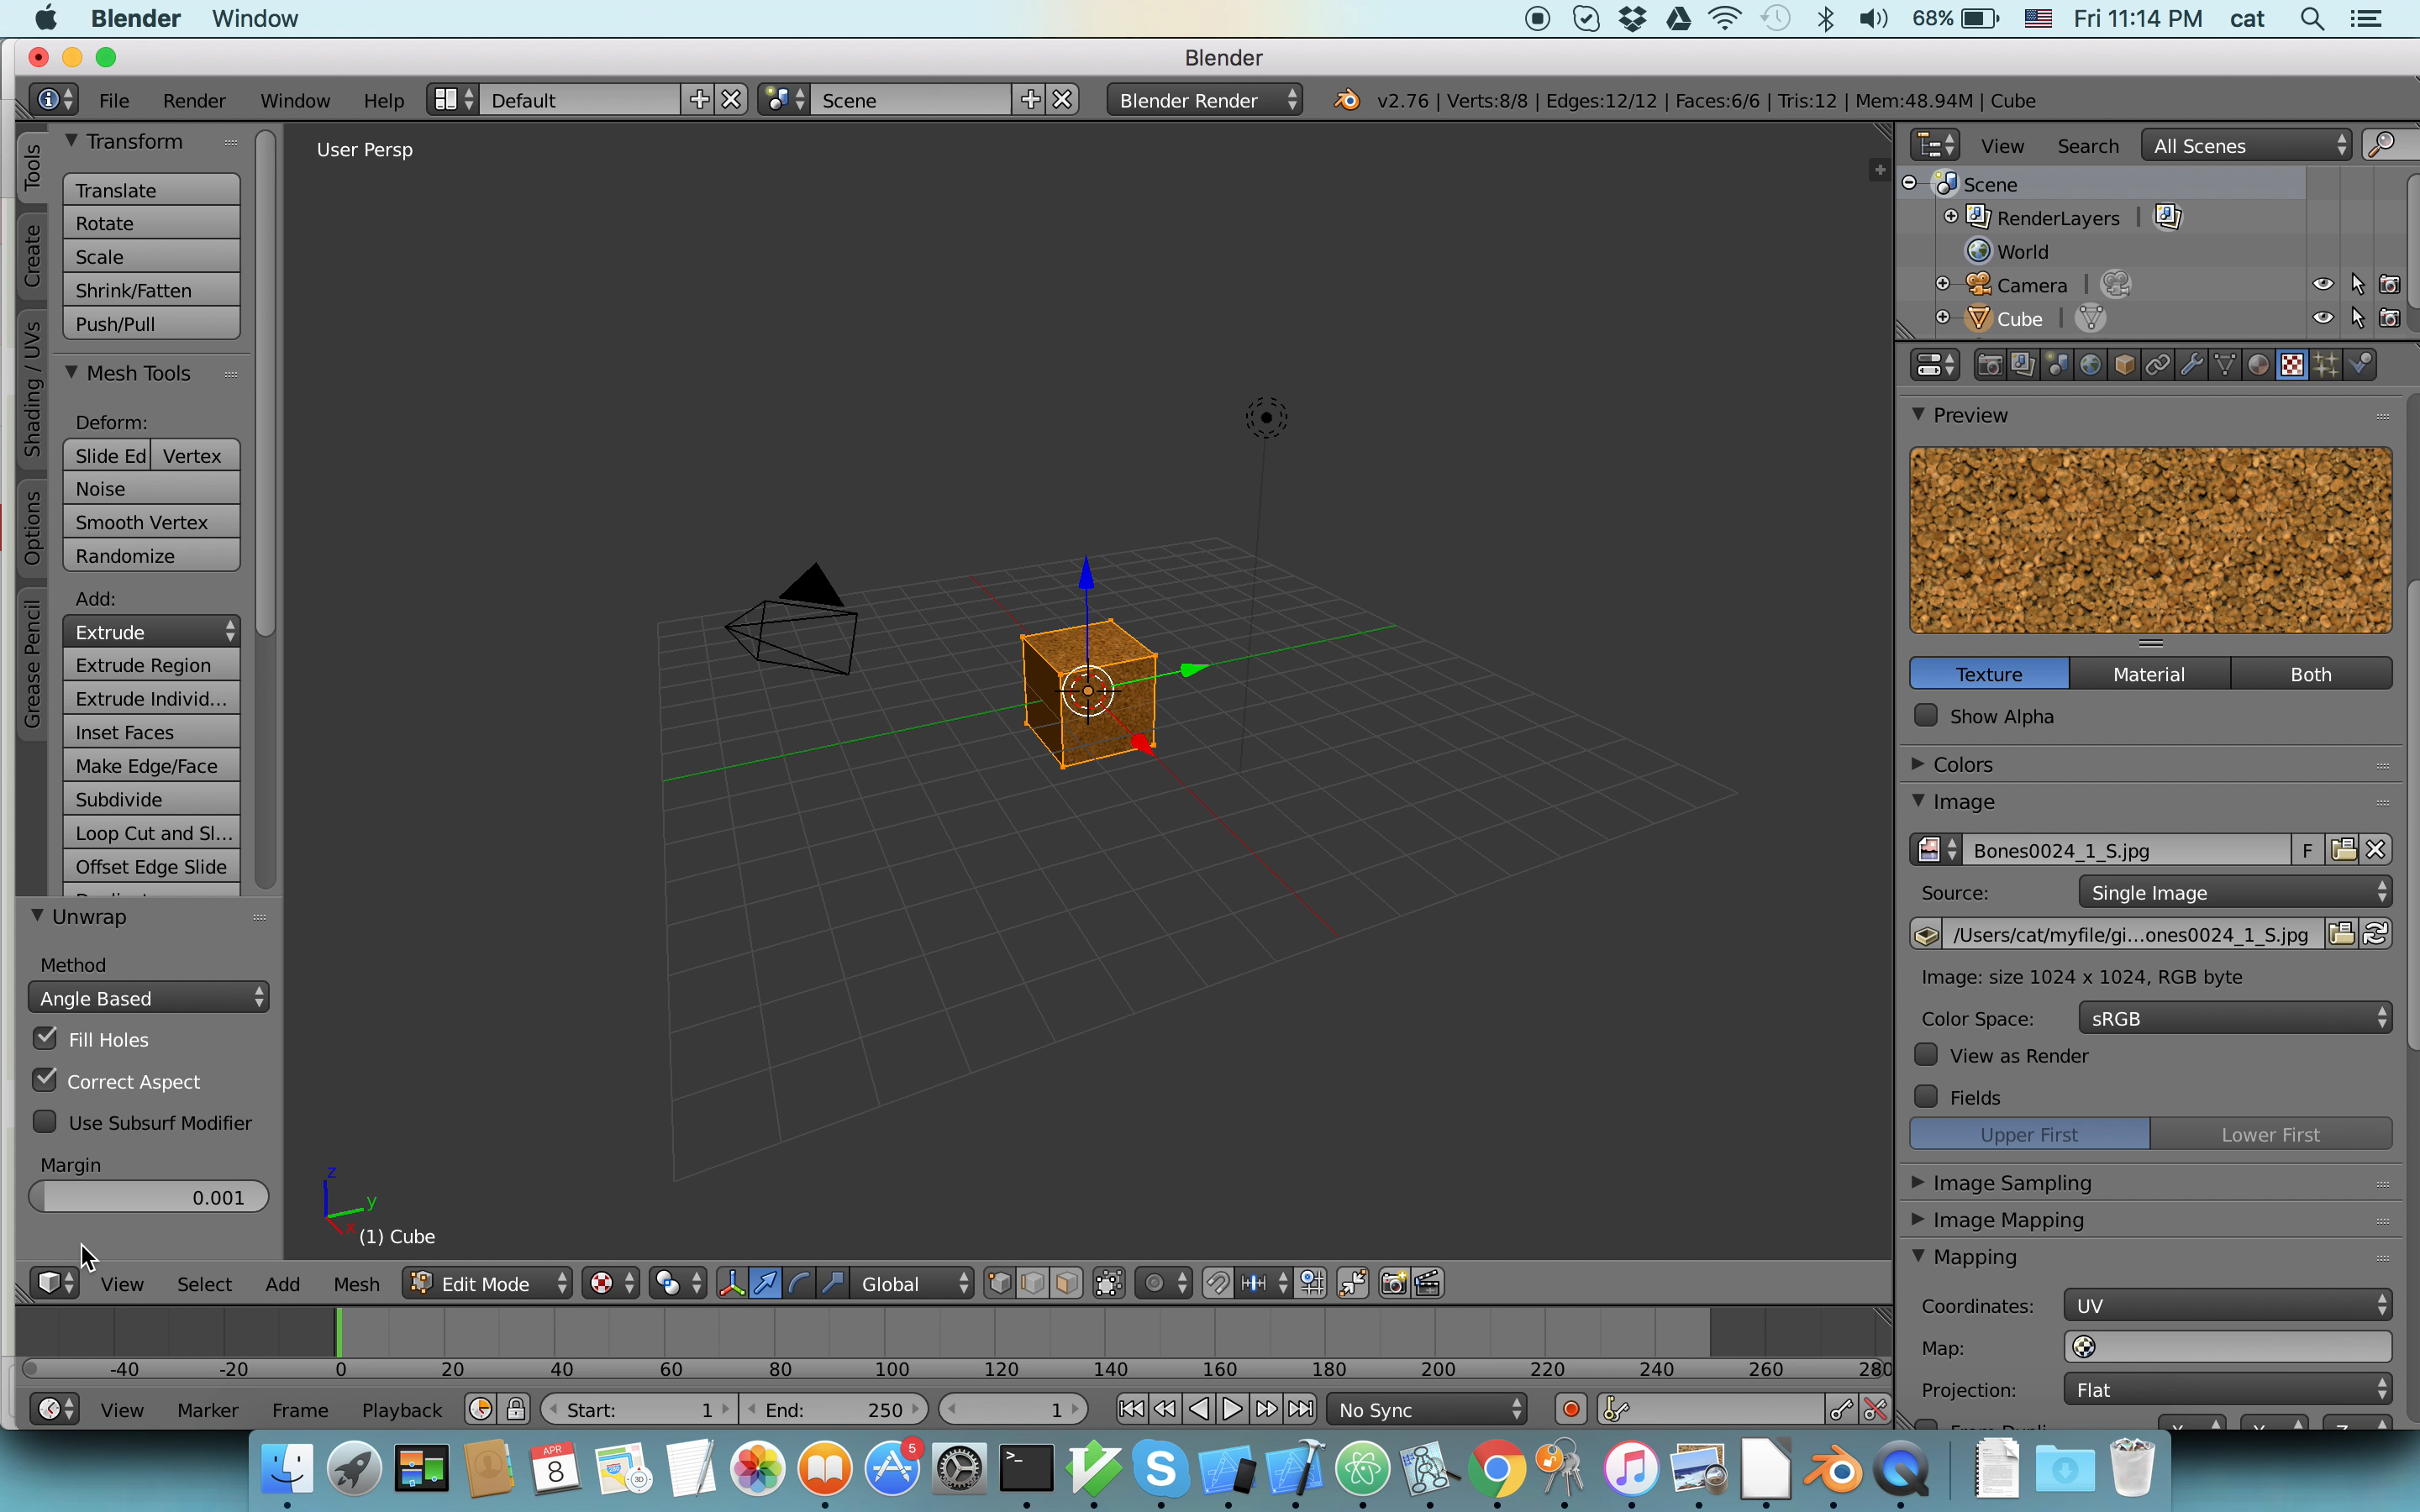 Blender Window 68% Fri 11:14 PM cat
Blender
File Render Window Help Default Scene Blender Render v2.76 | Verts:8/8 | Edges:12/12 | Faces:6/6 | Tris:12 | Mem:48.94M | Cube
Tools
Create
Shading / UVs
Options
Grease Pencil
Transform
Translate
Rotate
Scale
Shrink/Fatten
Push/Pull
Mesh Tools
Deform:
Slide Ed Vertex
Noise
Smooth Vertex
Randomize
Add:
Extrude
Extrude Region
Extrude Individ...
Inset Faces
Make Edge/Face
Subdivide
Loop Cut and Sl...
Offset Edge Slide
Unwrap
Method
Angle Based
Fill Holes
Correct Aspect
Use Subsurf Modifier
Margin
0.001
User Persp
z
y
x
(1) Cube
View Select Add Mesh Edit Mode Global
-40 -20 0 20 40 60 80 100 120 140 160 180 200 220 240 260 280
View Marker Frame Playback Start: 1 End: 250 1 No Sync
View Search All Scenes
Scene
RenderLayers |
World
Camera |
Cube |
Preview
Texture Material Both
Show Alpha
Colors
Image
Bones0024_1_S.jpg F
Source: Single Image
/Users/cat/myfile/gi...ones0024_1_S.jpg
Image: size 1024 x 1024, RGB byte
Color Space: sRGB
View as Render
Fields
Upper First Lower First
Image Sampling
Image Mapping
Mapping
Coordinates: UV
Map:
Projection: Flat
APR
8
3D
5
>_
S